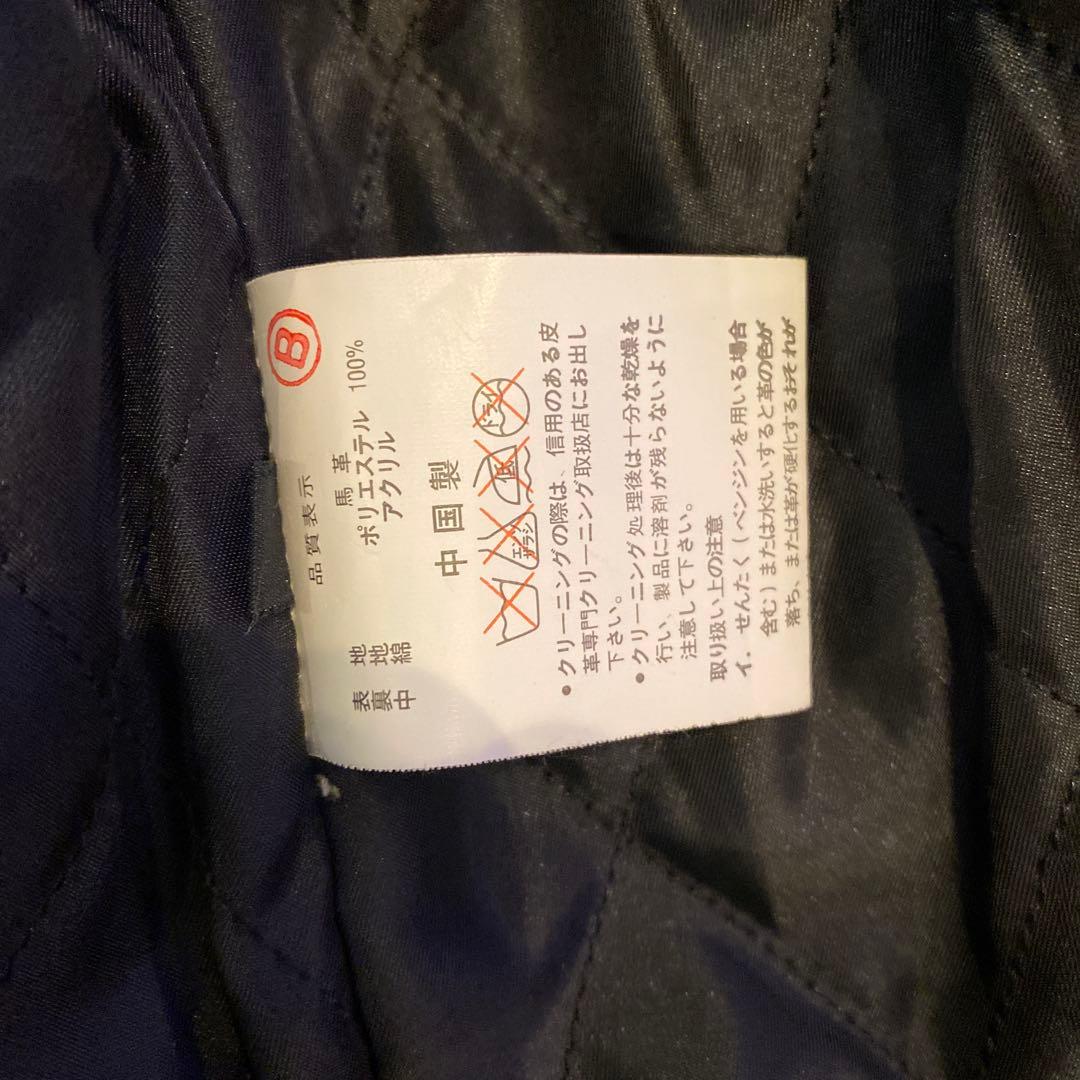 B
品質表示
表 地 馬 革
裏 地 ポリエステル 100%
中 綿 アクリル
中国製
エンソサラシ 低 ドライ
• クリーニングの際は、信用のある皮
革専門クリーニング取扱店にお出し
下さい。
• クリーニング処理後は十分な乾燥を
行い、製品に溶剤が残らないように
注意して下さい。
取り扱い上の注意
イ. せんたく(ベンジンを用いる場合
含む)または水洗いすると革の色が
落ち、または革が硬化するおそれが